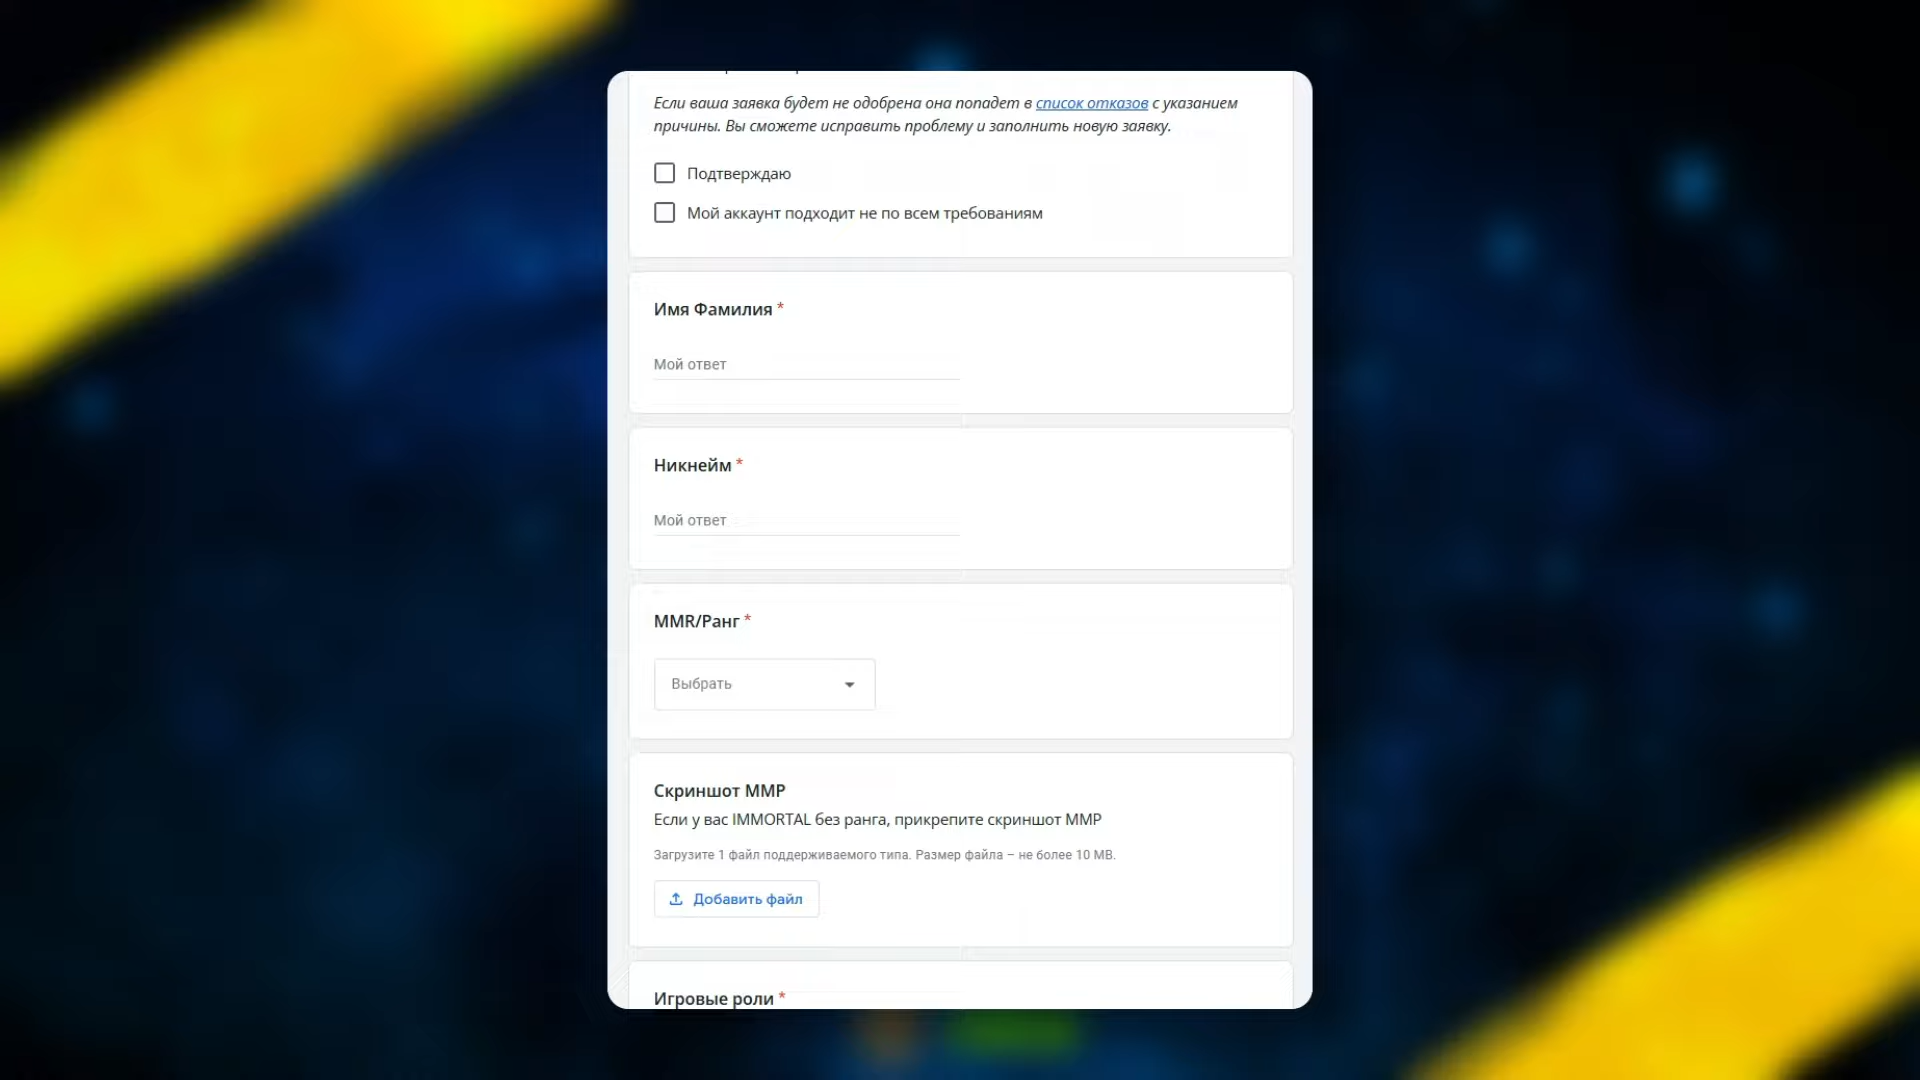 Если ваша заявка будет не одобрена она попадет в список отказов с указанием
причины. Вы сможете исправить проблему и заполнить новую заявку.
Подтверждаю
Мой аккаунт подходит не по всем требованиям
Имя Фамилия *
Мой ответ
Никнейм *
Мой ответ
MMR/Ранг *
Выбрать
Скриншот ММР
Если у вас IMMORTAL без ранга, прикрепите скриншот ММР
Загрузите 1 файл поддерживаемого типа. Размер файла – не более 10 MB.
Добавить файл
Игровые роли *